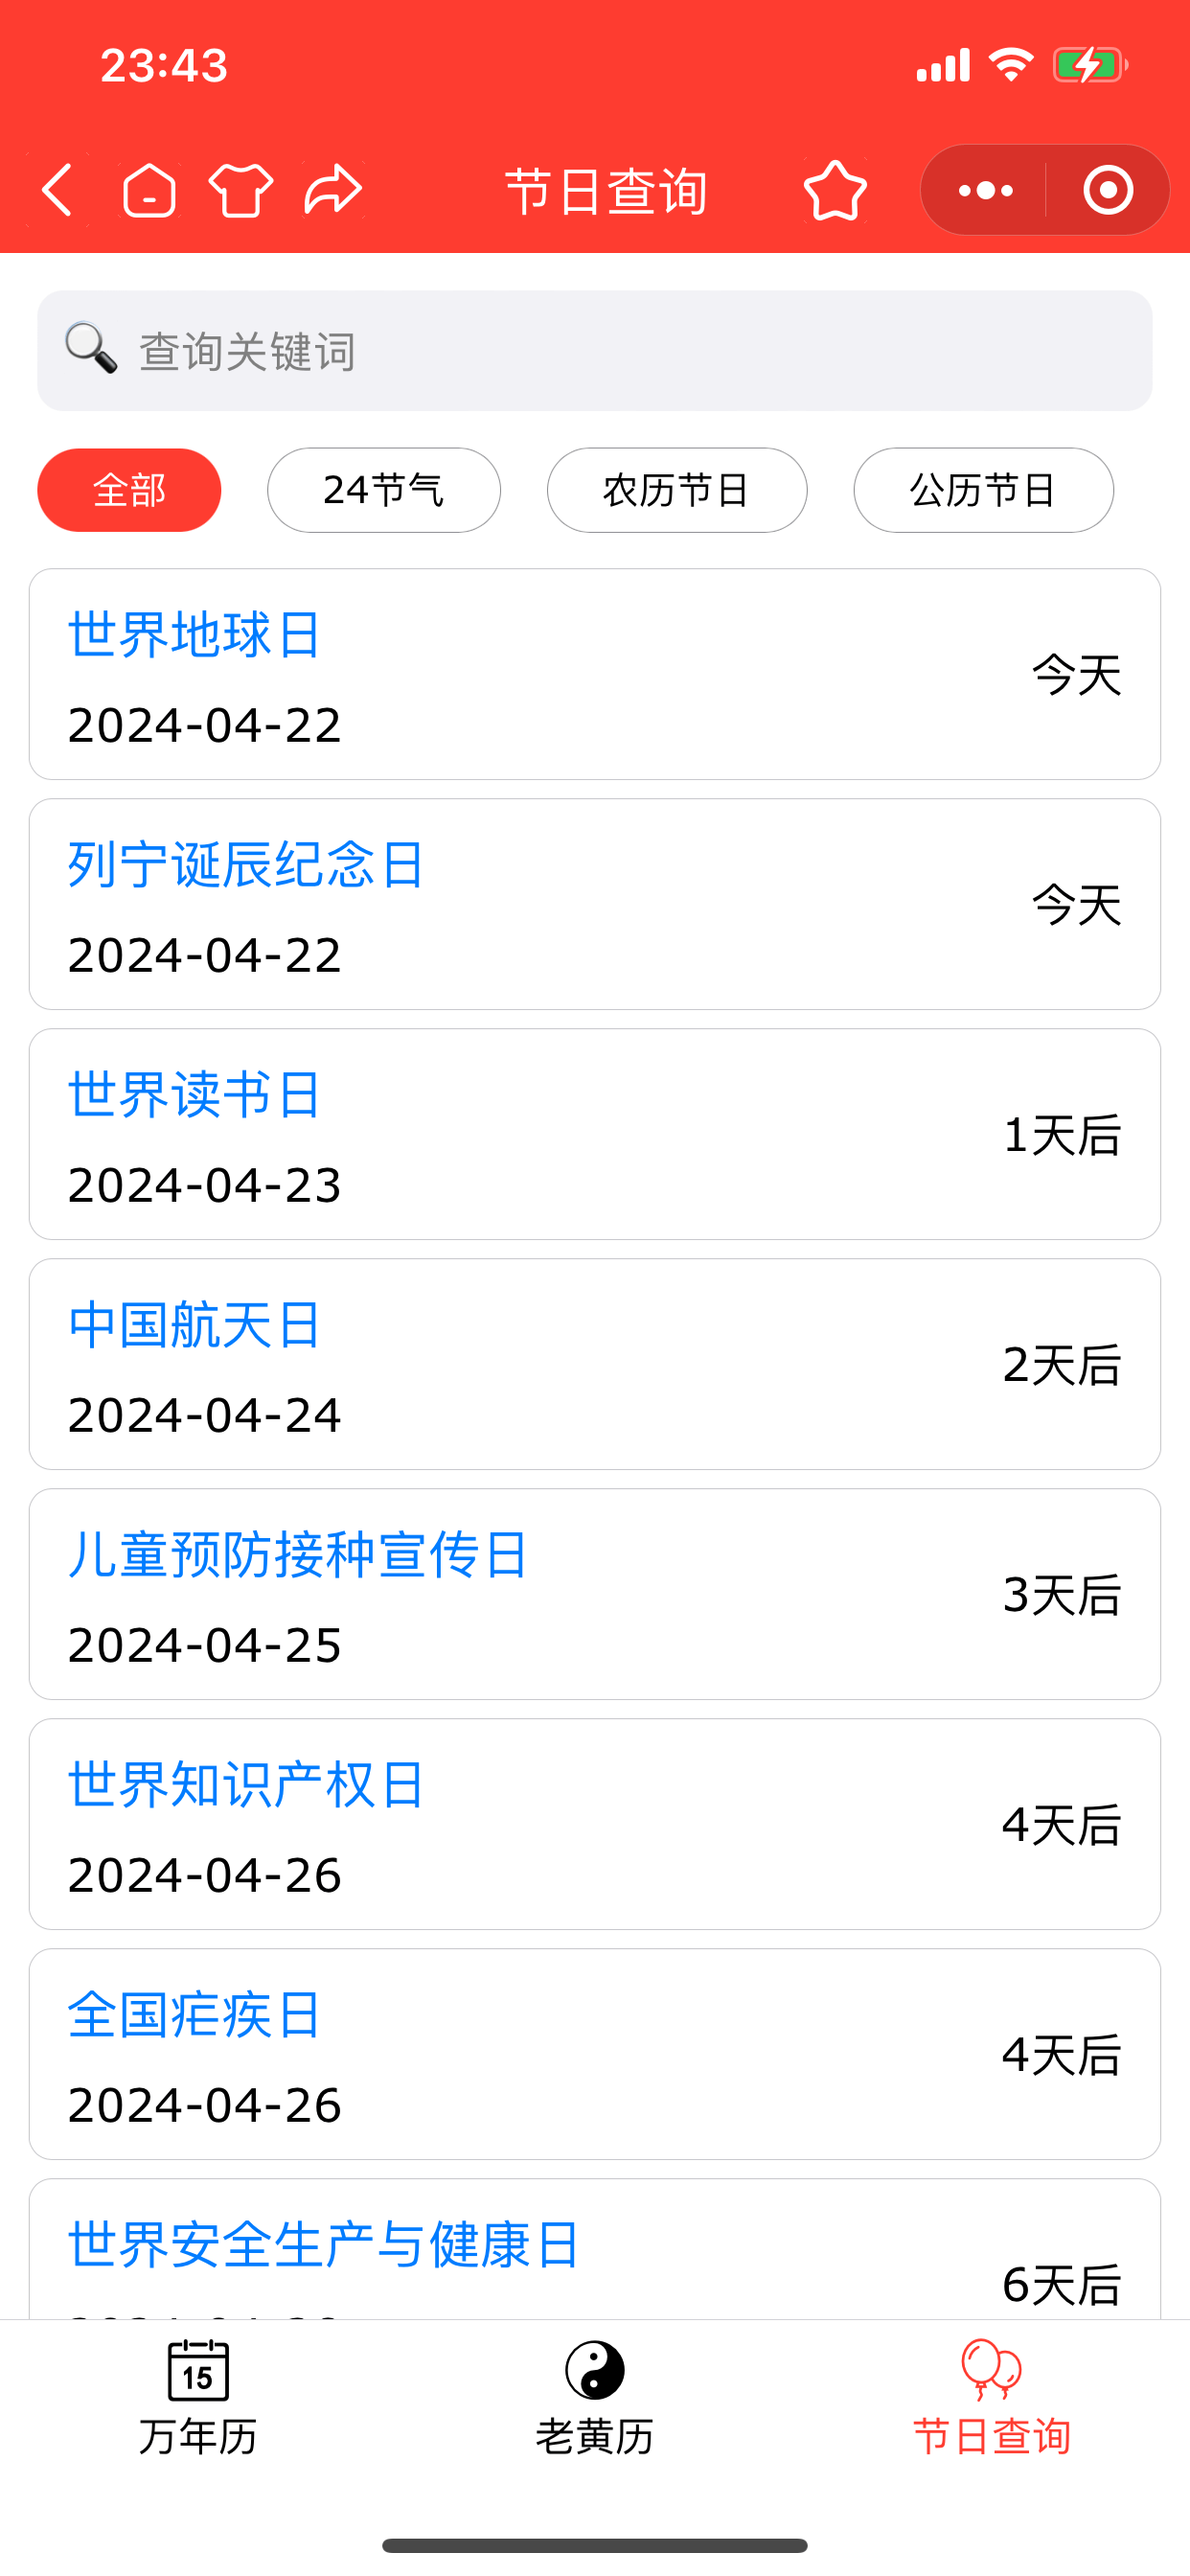 23:43
节日查询
查询关键词
全部
24节气
农历节日
公历节日
世界地球日
今天
2024-04-22
列宁诞辰纪念日
今天
2024-04-22
世界读书日
1天后
2024-04-23
中国航天日
2天后
2024-04-24
儿童预防接种宣传日
3天后
2024-04-25
世界知识产权日
4天后
2024-04-26
全国疟疾日
4天后
2024-04-26
世界安全生产与健康日
6天后
15
万年历
老黄历
节日查询